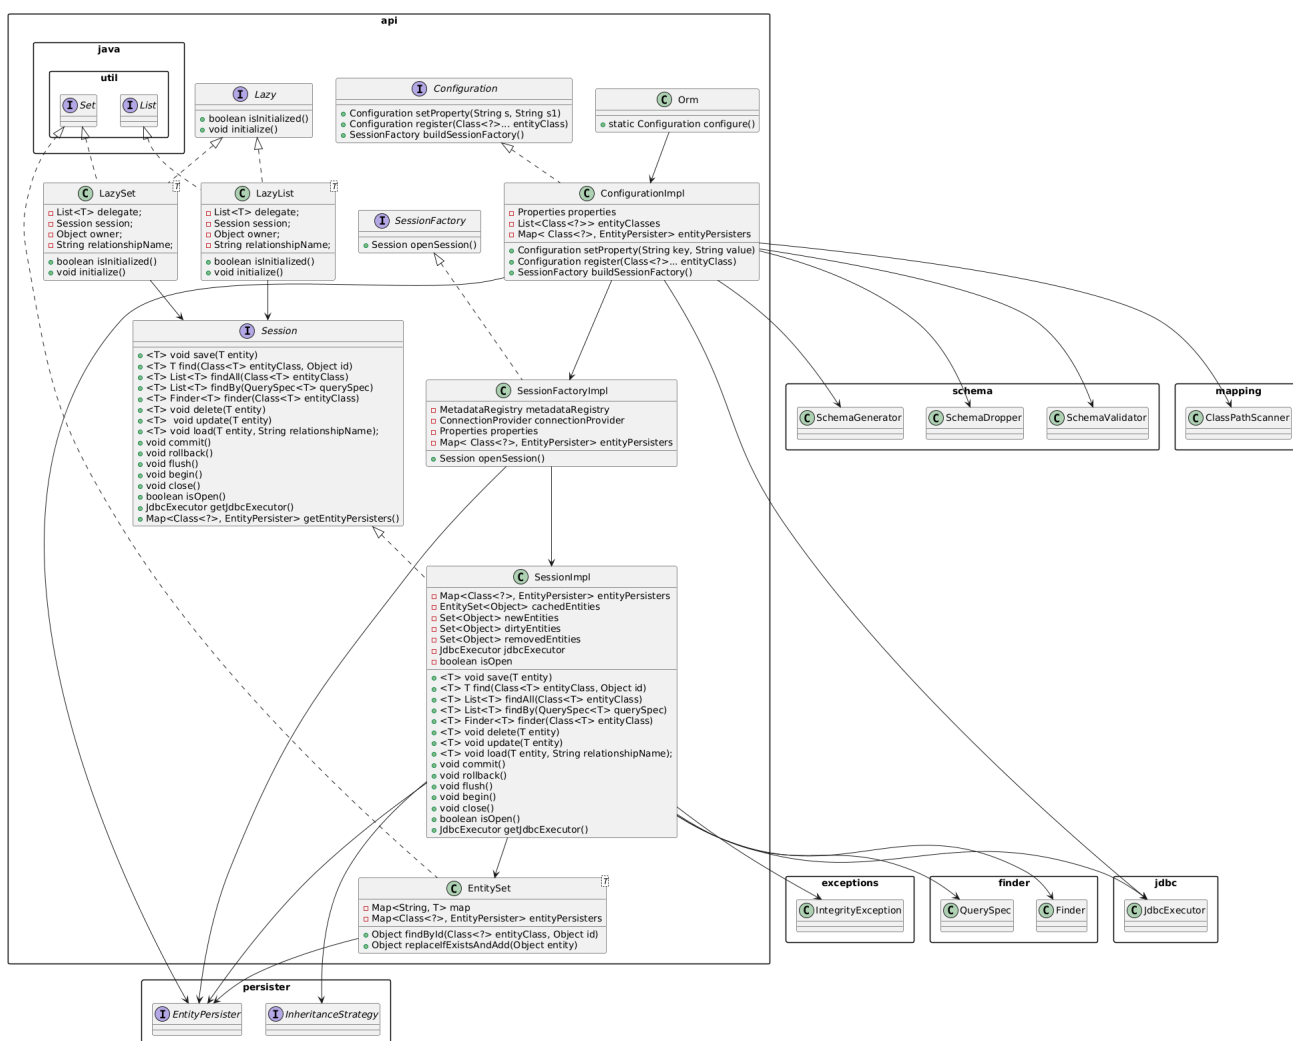 api
java
util
I Set
I List
I Lazy
boolean isInitialized()
void initialize()
I Configuration
Configuration setProperty(String s, String s1)
Configuration register(Class<?>... entityClass)
SessionFactory buildSessionFactory()
C Orm
static Configuration configure()
C LazySet
T
List<T> delegate;
Session session;
Object owner;
String relationshipName;
boolean isInitialized()
void initialize()
C LazyList
T
List<T> delegate;
Session session;
Object owner;
String relationshipName;
boolean isInitialized()
void initialize()
I SessionFactory
Session openSession()
C ConfigurationImpl
Properties properties
List<Class<?>> entityClasses
Map< Class<?>, EntityPersister> entityPersisters
Configuration setProperty(String key, String value)
Configuration register(Class<?>... entityClass)
SessionFactory buildSessionFactory()
I Session
<T> void save(T entity)
<T> T find(Class<T> entityClass, Object id)
<T> List<T> findAll(Class<T> entityClass)
<T> List<T> findBy(QuerySpec<T> querySpec)
<T> Finder<T> finder(Class<T> entityClass)
<T> void delete(T entity)
<T>  void update(T entity)
<T> void load(T entity, String relationshipName);
void commit()
void rollback()
void flush()
void begin()
void close()
boolean isOpen()
JdbcExecutor getJdbcExecutor()
Map<Class<?>, EntityPersister> getEntityPersisters()
C SessionFactoryImpl
MetadataRegistry metadataRegistry
ConnectionProvider connectionProvider
Properties properties
Map< Class<?>, EntityPersister> entityPersisters
Session openSession()
schema
C SchemaGenerator
C SchemaDropper
C SchemaValidator
mapping
C ClassPathScanner
C SessionImpl
Map<Class<?>, EntityPersister> entityPersisters
EntitySet<Object> cachedEntities
Set<Object> newEntities
Set<Object> dirtyEntities
Set<Object> removedEntities
JdbcExecutor jdbcExecutor
boolean isOpen
<T> void save(T entity)
<T> T find(Class<T> entityClass, Object id)
<T> List<T> findAll(Class<T> entityClass)
<T> List<T> findBy(QuerySpec<T> querySpec)
<T> Finder<T> finder(Class<T> entityClass)
<T> void delete(T entity)
<T> void update(T entity)
<T> void load(T entity, String relationshipName);
void commit()
void rollback()
void flush()
void begin()
void close()
boolean isOpen()
JdbcExecutor getJdbcExecutor()
C EntitySet
T
Map<String, T> map
Map<Class<?>, EntityPersister> entityPersisters
Object findById(Class<?> entityClass, Object id)
Object replaceIfExistsAndAdd(Object entity)
exceptions
C IntegrityException
finder
C QuerySpec
C Finder
jdbc
C JdbcExecutor
persister
I EntityPersister
I InheritanceStrategy